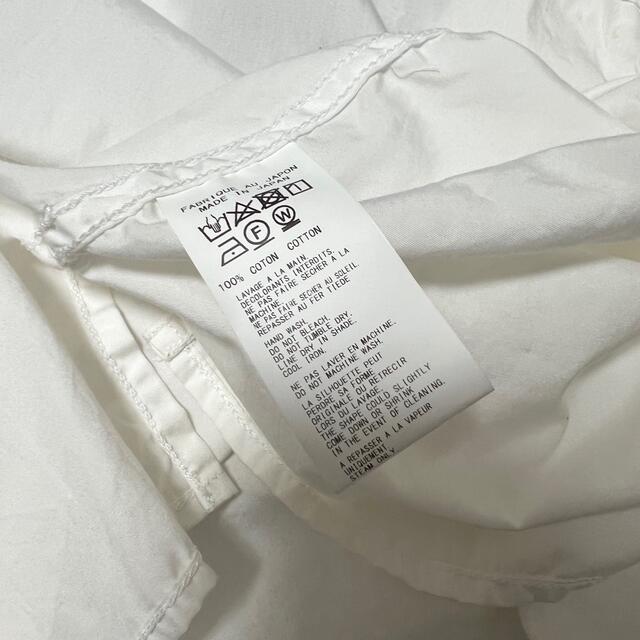 FABRIQUE AU JAPON
MADE IN JAPAN
F W
100% COTON COTTON
LAVAGE A LA MAIN
DECOLORANTS INTERDITS.
NE PAS FAIRE SÉCHER À LA
MACHINE
NE PAS FAIRE SÉCHER AU SOLEIL
REPASSER AU FER TEDE
HAND WASH.
DO NOT BLEACH.
DO NOT TUMBLE DRY.
LINE DRY IN SHADE.
COOL IRON.
NE PAS LAVER EN MACHINE.
DO NOT MACHINE WASH.
LA SILHOUETTE PEUT
PERDRE SA FORME
ORIGINALE OU RETRECIR
LORS DU LAVAGE.
THE SHAPE COULD SLIGHTLY
COME DOWN OR SHRINK
IN THE EVENT OF CLEANING.
A REPASSER À LA VAPEUR
UNIQUEMENT
STEAM ONLY